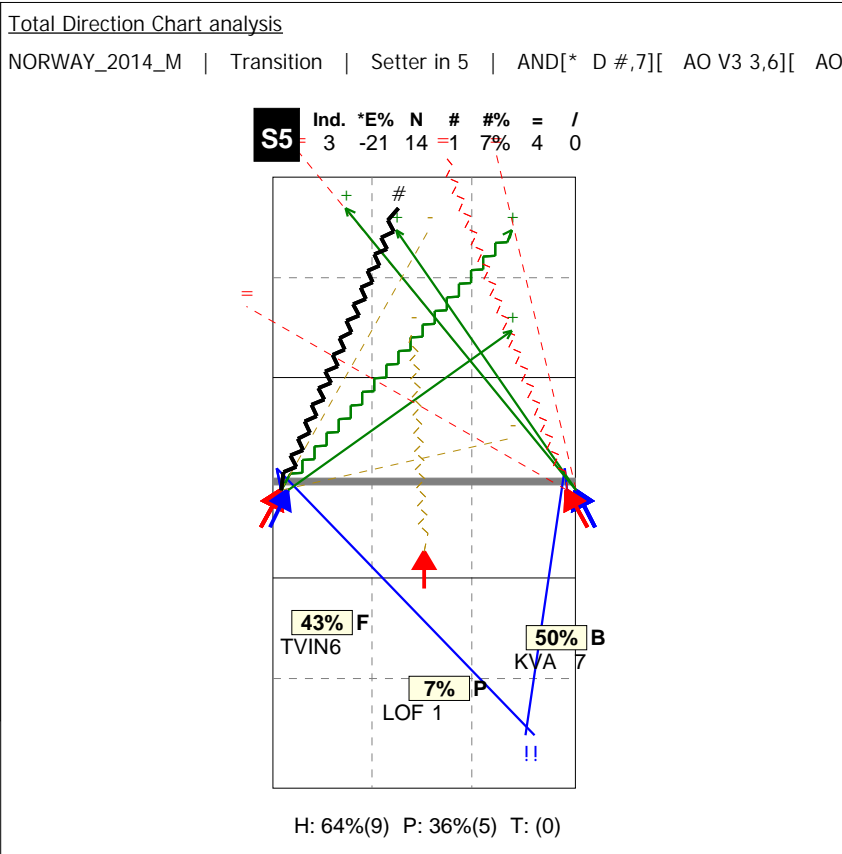 Total Direction Chart analysis
NORWAY_2014_M | Transition | Setter in 5 | AND[* D #,7][ AO V3 3,6][ AO
S5 Ind. *E% N # #% = /
3 -21 14 1 7% 4 0
= = =
+ #
+ - +
=
- +
-
43% F
TVIN6
50% B
KVA 7
7% P
LOF 1
!!
H: 64%(9) P: 36%(5) T: (0)